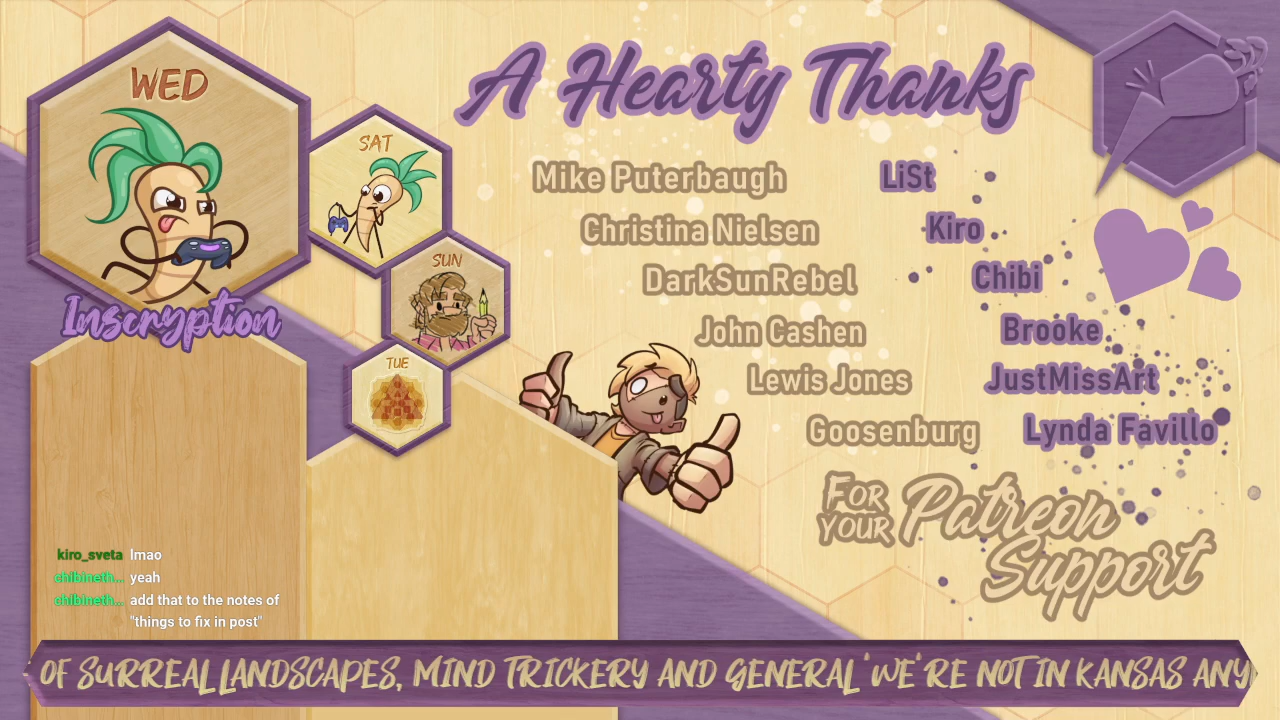 WED
SAT
SUN
TUE
Inscryption
A Hearty Thanks
Mike Puterbaugh LiSt
Christina Nielsen Kiro
DarkSunRebel Chibi
John Cashen Brooke
Lewis Jones JustMissArt
Goosenburg Lynda Favillo
FOR YOUR Patreon
Support
kiro_sveta lmao
chibineth... yeah
chibineth... add that to the notes of
"things to fix in post"
OF SURREAL LANDSCAPES, MIND TRICKERY AND GENERAL 'WE'RE NOT IN KANSAS ANY